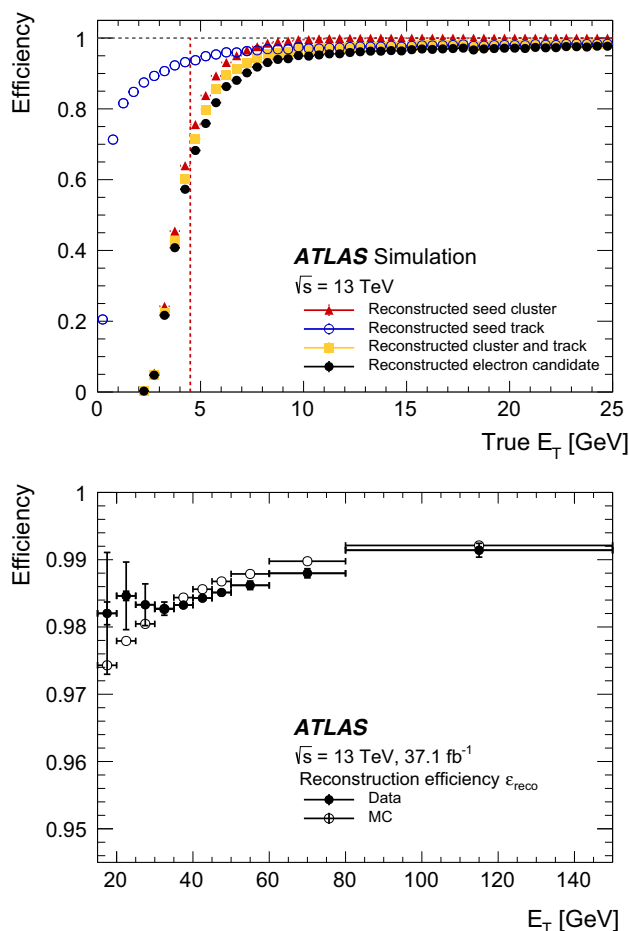 Efficiency
1
0.8
0.6
0.4
0.2
0
ATLAS Simulation
√s = 13 TeV
Reconstructed seed cluster
Reconstructed seed track
Reconstructed cluster and track
Reconstructed electron candidate
0 5 10 15 20 25
True E_T [GeV]
Efficiency
1
0.99
0.98
0.97
0.96
0.95
ATLAS
√s = 13 TeV, 37.1 fb⁻¹
Reconstruction efficiency ε_reco
Data
MC
20 40 60 80 100 120 140
E_T [GeV]